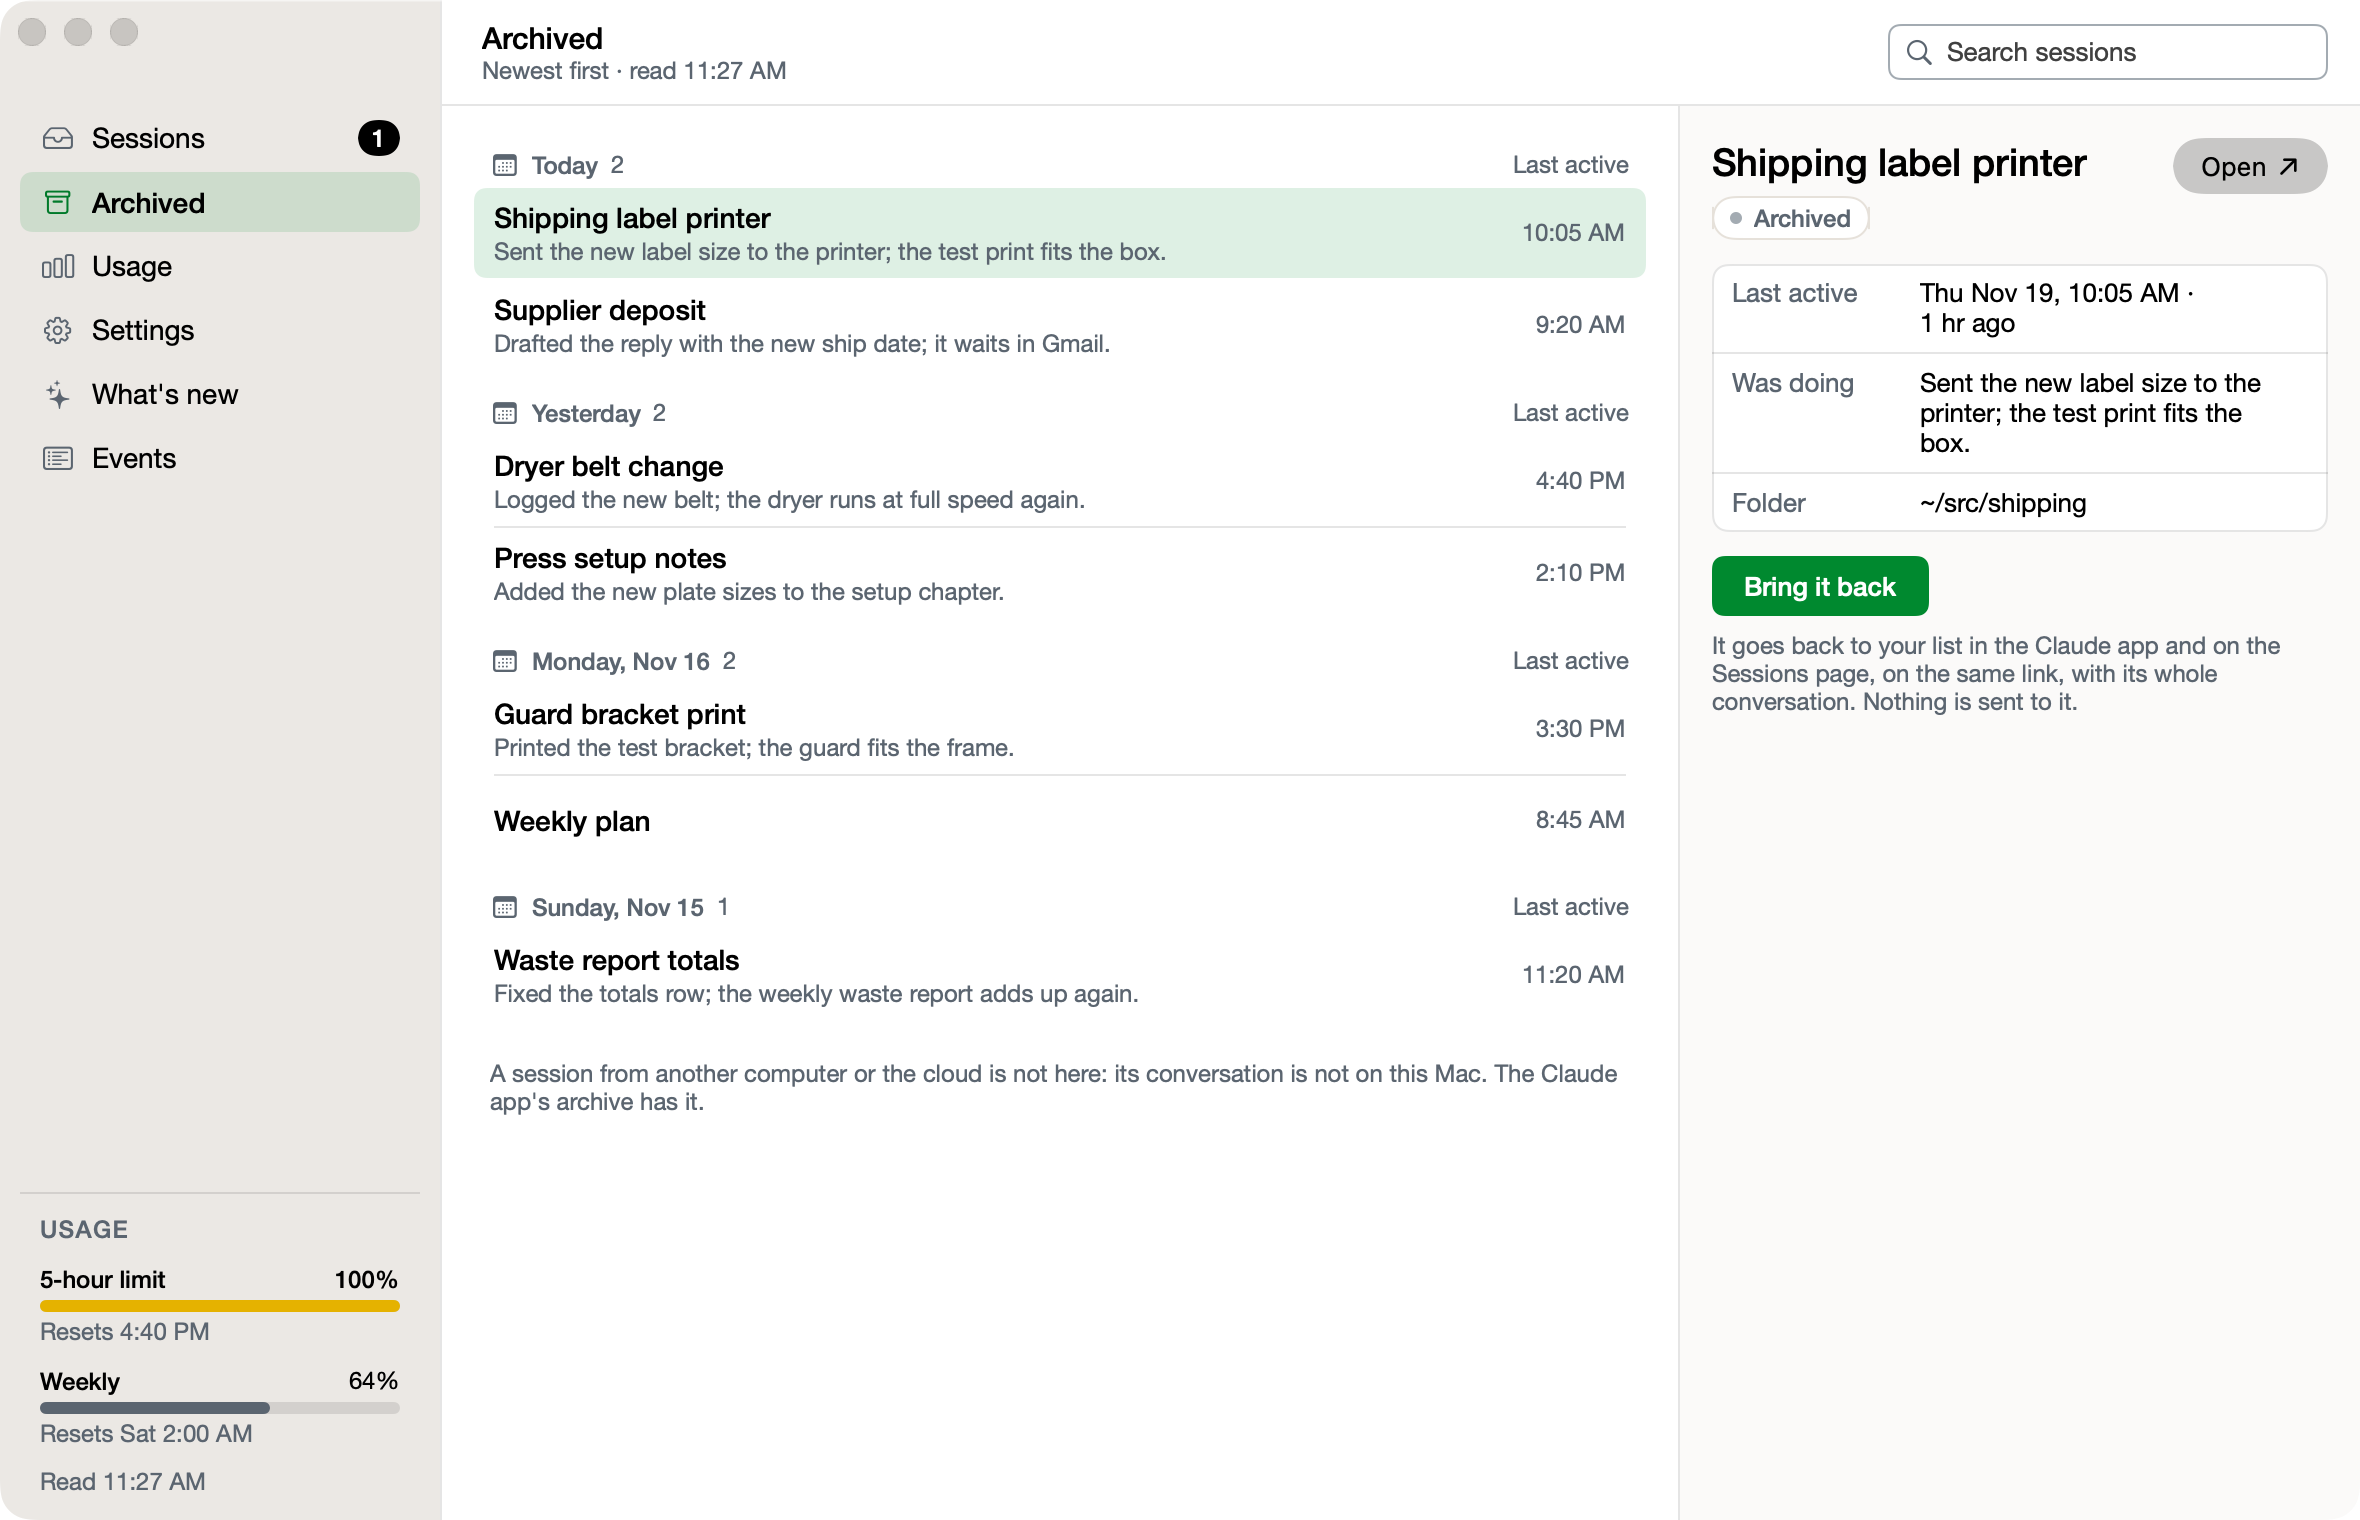 Sessions 1
Archived
Usage
Settings
What's new
Events
USAGE
5-hour limit 100%
Resets 4:40 PM
Weekly 64%
Resets Sat 2:00 AM
Read 11:27 AM
Archived
Newest first · read 11:27 AM
Search sessions
Today 2 Last active
Shipping label printer
Sent the new label size to the printer; the test print fits the box.
10:05 AM
Supplier deposit
Drafted the reply with the new ship date; it waits in Gmail.
9:20 AM
Yesterday 2 Last active
Dryer belt change
Logged the new belt; the dryer runs at full speed again.
4:40 PM
Press setup notes
Added the new plate sizes to the setup chapter.
2:10 PM
Monday, Nov 16 2 Last active
Guard bracket print
Printed the test bracket; the guard fits the frame.
3:30 PM
Weekly plan 8:45 AM
Sunday, Nov 15 1 Last active
Waste report totals
Fixed the totals row; the weekly waste report adds up again.
11:20 AM
A session from another computer or the cloud is not here: its conversation is not on this Mac. The Claude
app's archive has it.
Shipping label printer
Open
Archived
Last active Thu Nov 19, 10:05 AM ·
1 hr ago
Was doing Sent the new label size to the
printer; the test print fits the
box.
Folder ~/src/shipping
Bring it back
It goes back to your list in the Claude app and on the
Sessions page, on the same link, with its whole
conversation. Nothing is sent to it.